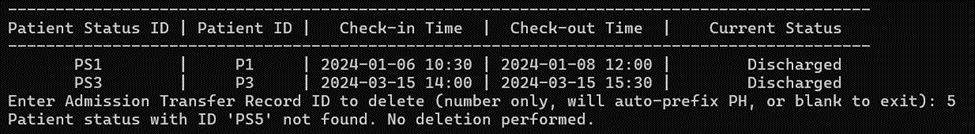 --------------------------------------------------------------------------------------------
Patient Status ID | Patient ID | Check-in Time | Check-out Time | Current Status
--------------------------------------------------------------------------------------------
PS1 | P1 | 2024-01-06 10:30 | 2024-01-08 12:00 | Discharged
PS3 | P3 | 2024-03-15 14:00 | 2024-03-15 15:30 | Discharged
Enter Admission Transfer Record ID to delete (number only, will auto-prefix PH, or blank to exit): 5
Patient status with ID 'PS5' not found. No deletion performed.